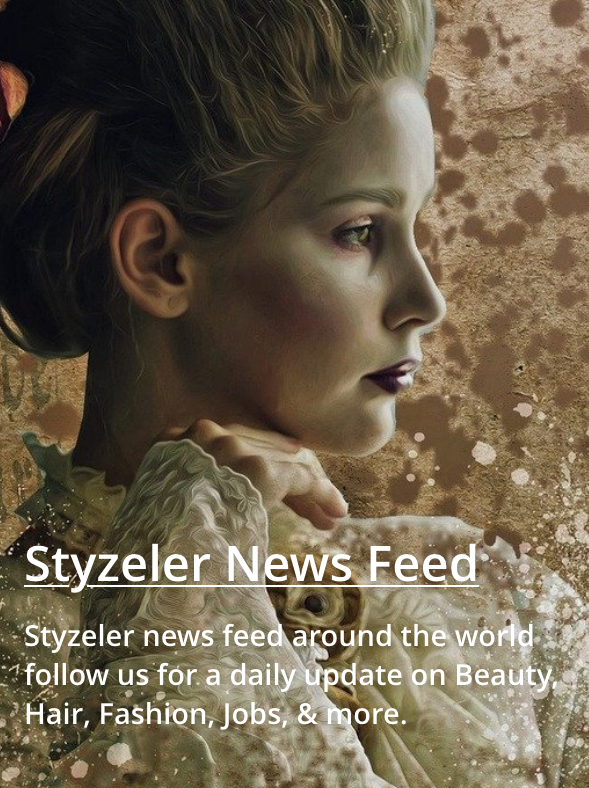 Styzeler News Feed
Styzeler news feed around the world
follow us for a daily update on Beauty,
Hair, Fashion, Jobs, & more.